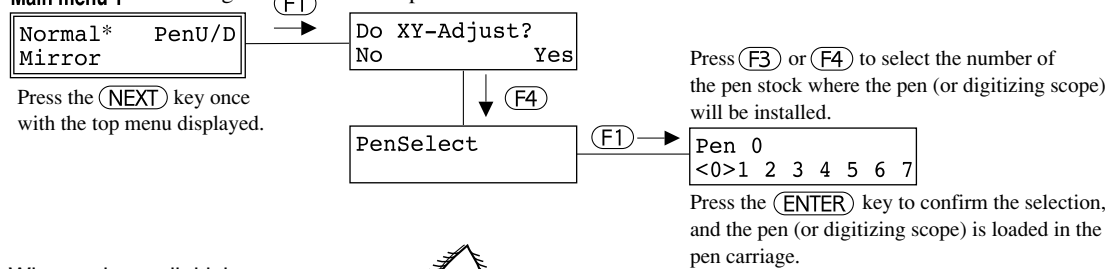 Main menu 1
F1
Normal* PenU/D
Mirror
Press the NEXT key once
with the top menu displayed.
Do XY-Adjust?
No Yes
F4
PenSelect
F1
Press F3 or F4 to select the number of
the pen stock where the pen (or digitizing scope)
will be installed.
Pen 0
<0>1 2 3 4 5 6 7
Press the ENTER key to confirm the selection,
and the pen (or digitizing scope) is loaded in the
pen carriage.